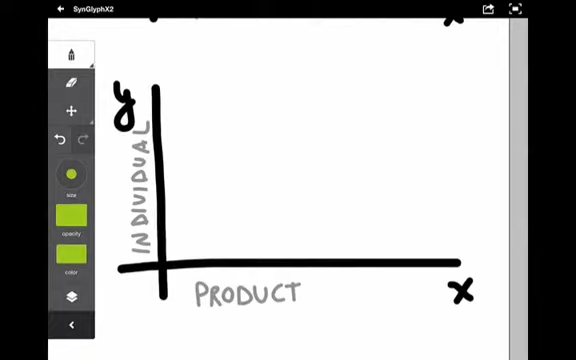 SynGlyphX2
y
INDIVIDUAL
size
opacity
color
PRODUCT
x